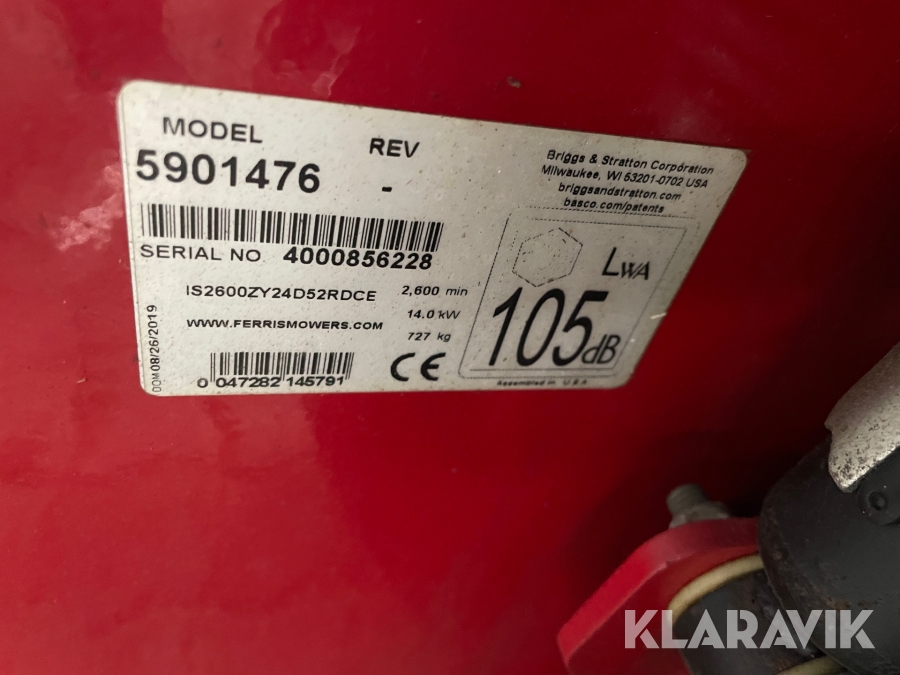 MODEL REV
5901476 -
Briggs & Stratton Corporation
Milwaukee, WI 53201-0702 USA
briggsandstratton.com
basco.com/patents
SERIAL NO 4000856228
IS2600ZY24D52RDCE 2,600 min
WWW.FERRISMOWERS.COM 14.0 kW
727 kg
DOM 08/26/2019
0 047282 145791
CE
LWA
105dB
Assembled in U.S.A
KLARAVIK